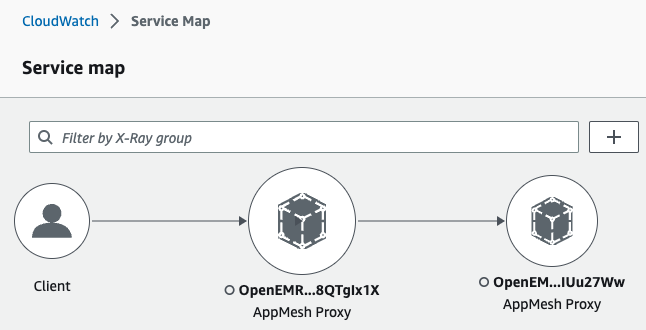 CloudWatch > Service Map
Service map
Filter by X-Ray group
Client
OpenEMR...8QTgIx1X
AppMesh Proxy
OpenEM...IUu27Ww
AppMesh Proxy